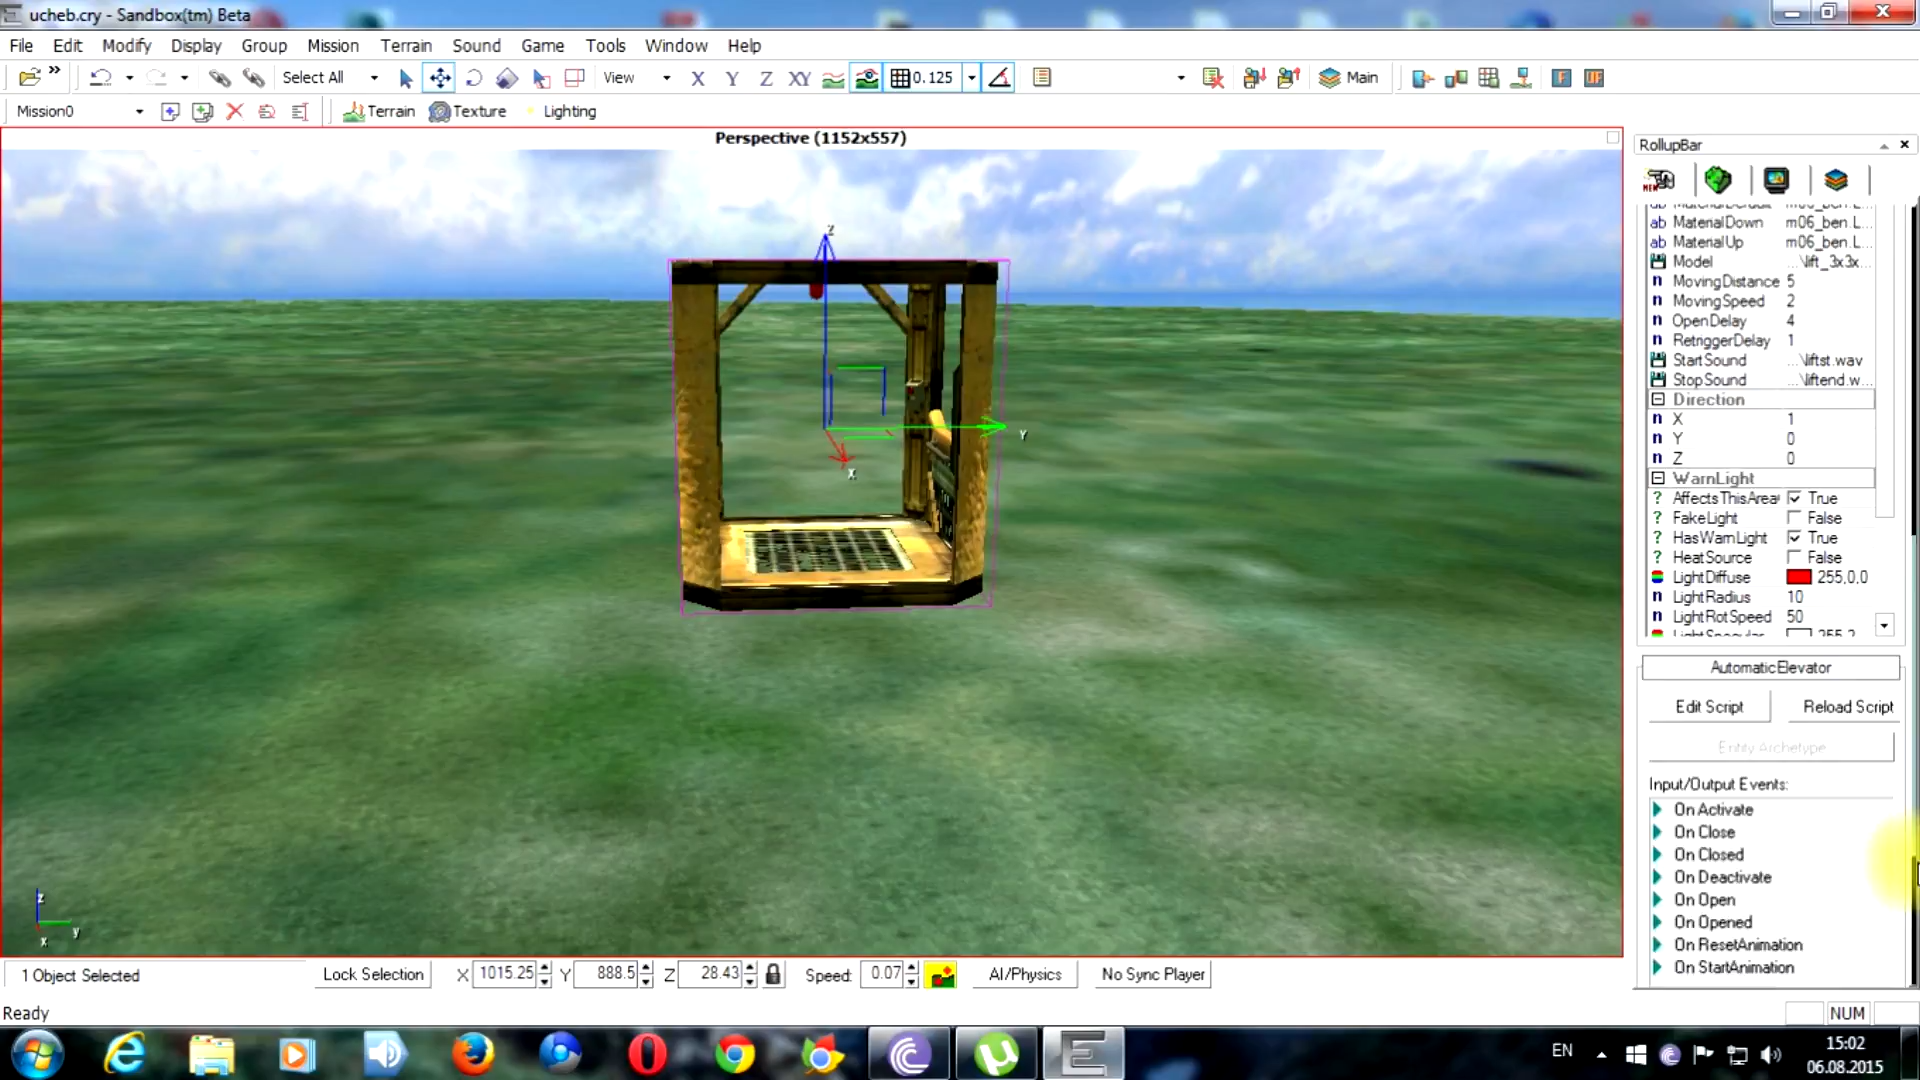 ucheb.cry - Sandbox(tm) Beta
File Edit Modify Display Group Mission Terrain Sound Game Tools Window Help
» Select All View X Y Z XY 0.125 Main F UF
Mission0 Terrain Texture Lighting
Perspective (1152x557)
RollupBar
NEW
ab MaterialDown m06_ben.L...
ab MaterialUp m06_ben.L...
Model ...\lift_3x3x...
n MovingDistance 5
n MovingSpeed 2
n OpenDelay 4
n RetriggerDelay 1
StartSound ...\liftst.wav
StopSound ...\liftend.w...
Direction
n X 1
n Y 0
n Z 0
WarnLight
? AffectsThisArea True
? FakeLight False
? HasWarnLight True
? HeatSource False
LightDiffuse 255,0,0
n LightRadius 10
n LightRotSpeed 50
AutomaticElevator
Edit Script Reload Script
Entity Archetype
Input/Output Events:
On Activate
On Close
On Closed
On Deactivate
On Open
On Opened
On ResetAnimation
On StartAnimation
z
Y
x
z
x y
1 Object Selected Lock Selection X 1015.25 Y 888.5 Z 28.43 Speed: 0.07 AI/Physics No Sync Player
Ready NUM
EN 15:02
06.08.2015